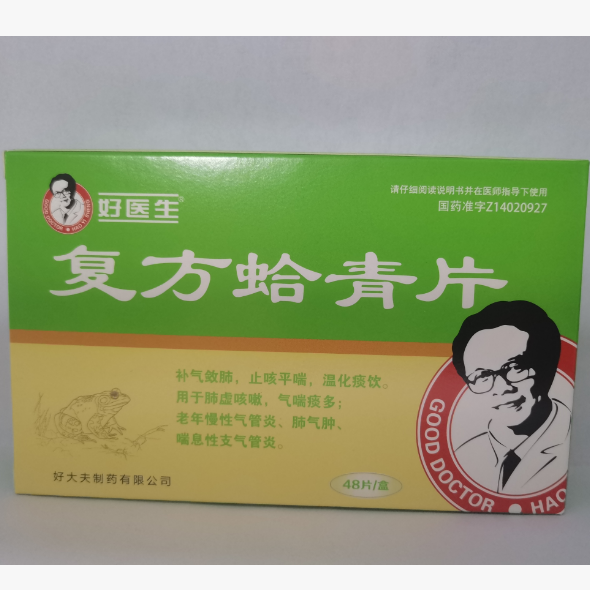 好医生
请仔细阅读说明书并在医师指导下使用
国药准字Z14020927
复方蛤青片
补气敛肺，止咳平喘，温化痰饮。
用于肺虚咳嗽，气喘痰多；
老年慢性气管炎、肺气肿、
喘息性支气管炎。
GOOD DOCTOR
HAO
48片/盒
好大夫制药有限公司